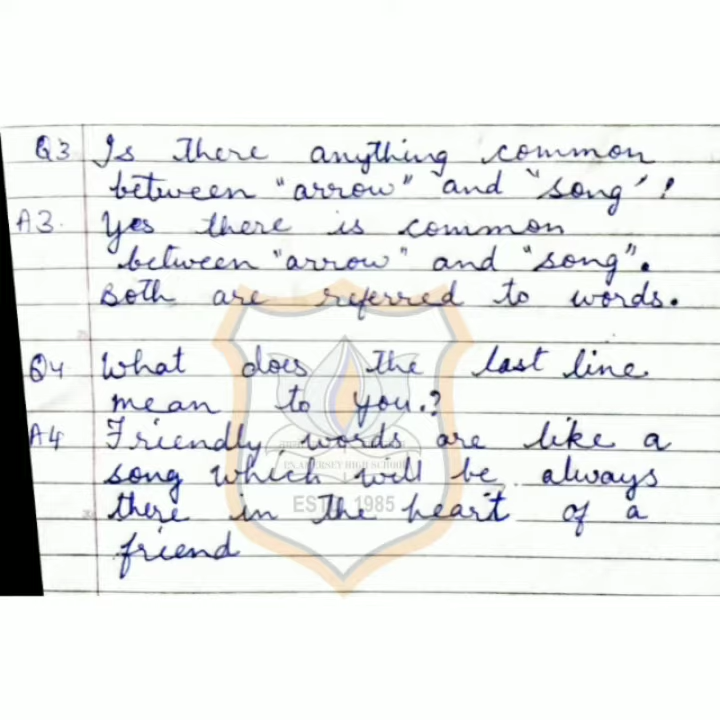 Q3 Is there anything common
between "arrow" and "song"!
A3. Yes there is common
between "arrow" and "song".
Both are referred to words.
Q4 What does the last line
mean to you.?
A4 Friendly words are like a
song which will be always
there in the heart of a
friend
ESTD 1985